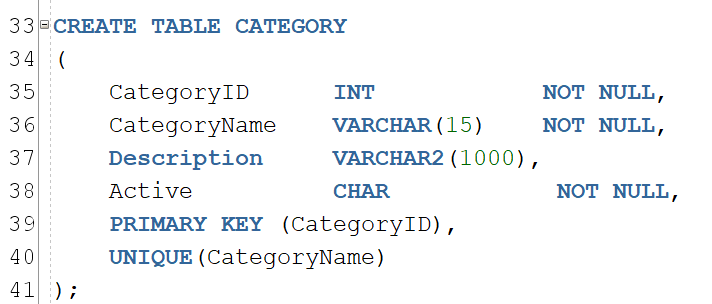 33 CREATE TABLE CATEGORY
34 (
35     CategoryID      INT            NOT NULL,
36     CategoryName    VARCHAR(15)    NOT NULL,
37     Description     VARCHAR2(1000),
38     Active          CHAR            NOT NULL,
39     PRIMARY KEY (CategoryID),
40     UNIQUE(CategoryName)
41 );